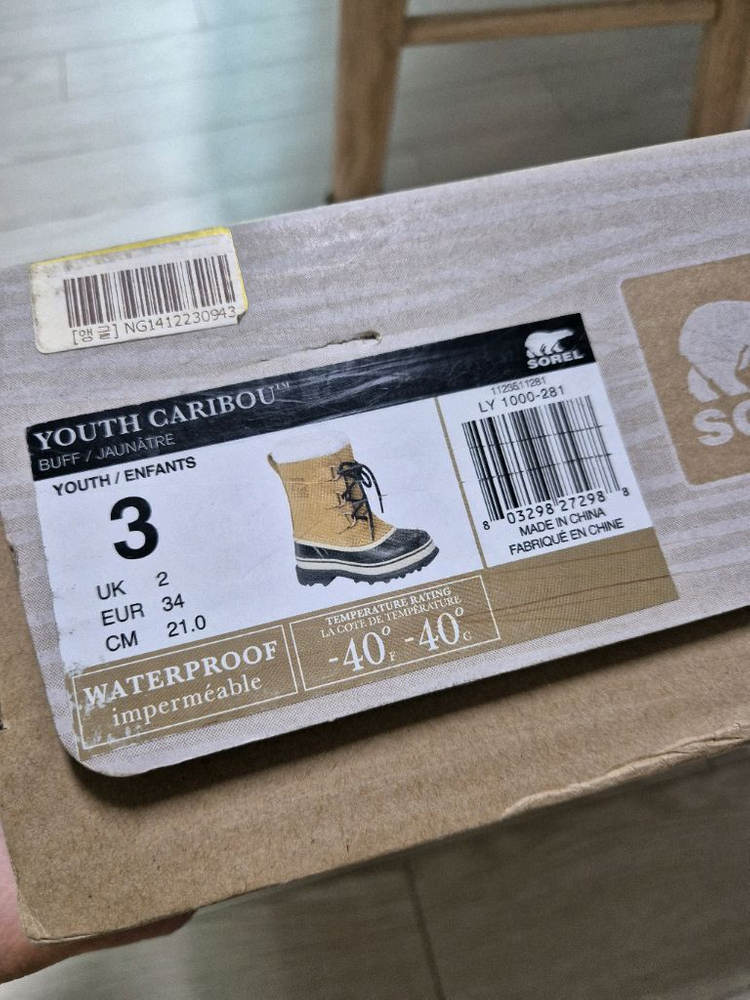 [앵글] NG1412230943
SOREL
YOUTH CARIBOU™
BUFF / JAUNÂTRE
YOUTH / ENFANTS
3
UK 2
EUR 34
CM 21.0
1123511281
LY 1000-281
8 03298 27298 8
MADE IN CHINA
FABRIQUÉ EN CHINE
WATERPROOF
imperméable
TEMPERATURE RATING
LA COTE DE TEMPÉRATURE
-40°F -40°C
SO